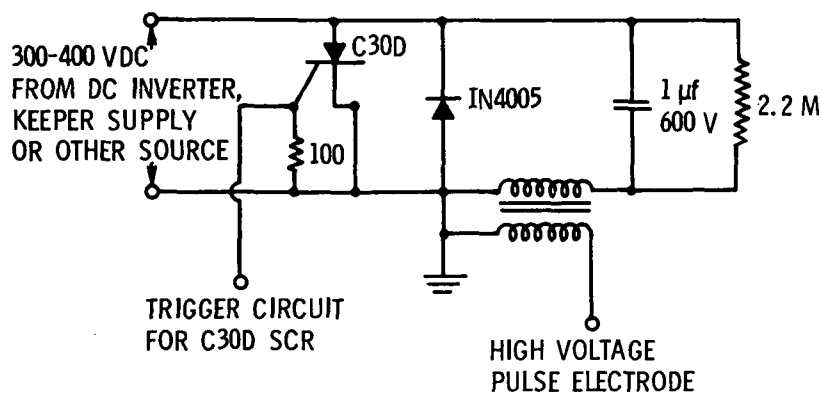 300-400 VDC
FROM DC INVERTER,
KEEPER SUPPLY
OR OTHER SOURCE
C30D
100
IN4005
1 µf
600 V
2.2 M
TRIGGER CIRCUIT
FOR C30D SCR
HIGH VOLTAGE
PULSE ELECTRODE